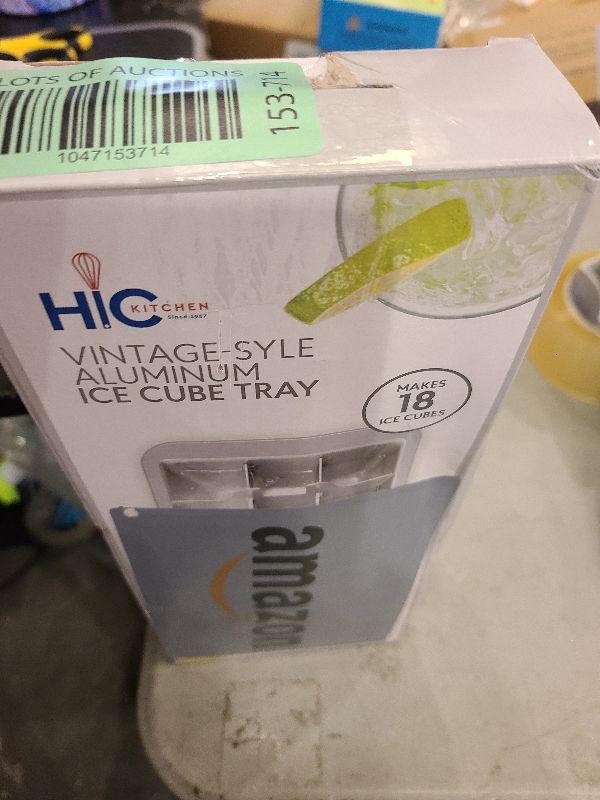 LOTS OF AUCTIONS
153-714
1047153714
HIC KITCHEN
Since 1957
VINTAGE-SYLE
ALUMINUM
ICE CUBE TRAY
MAKES
18
ICE CUBES
amazon